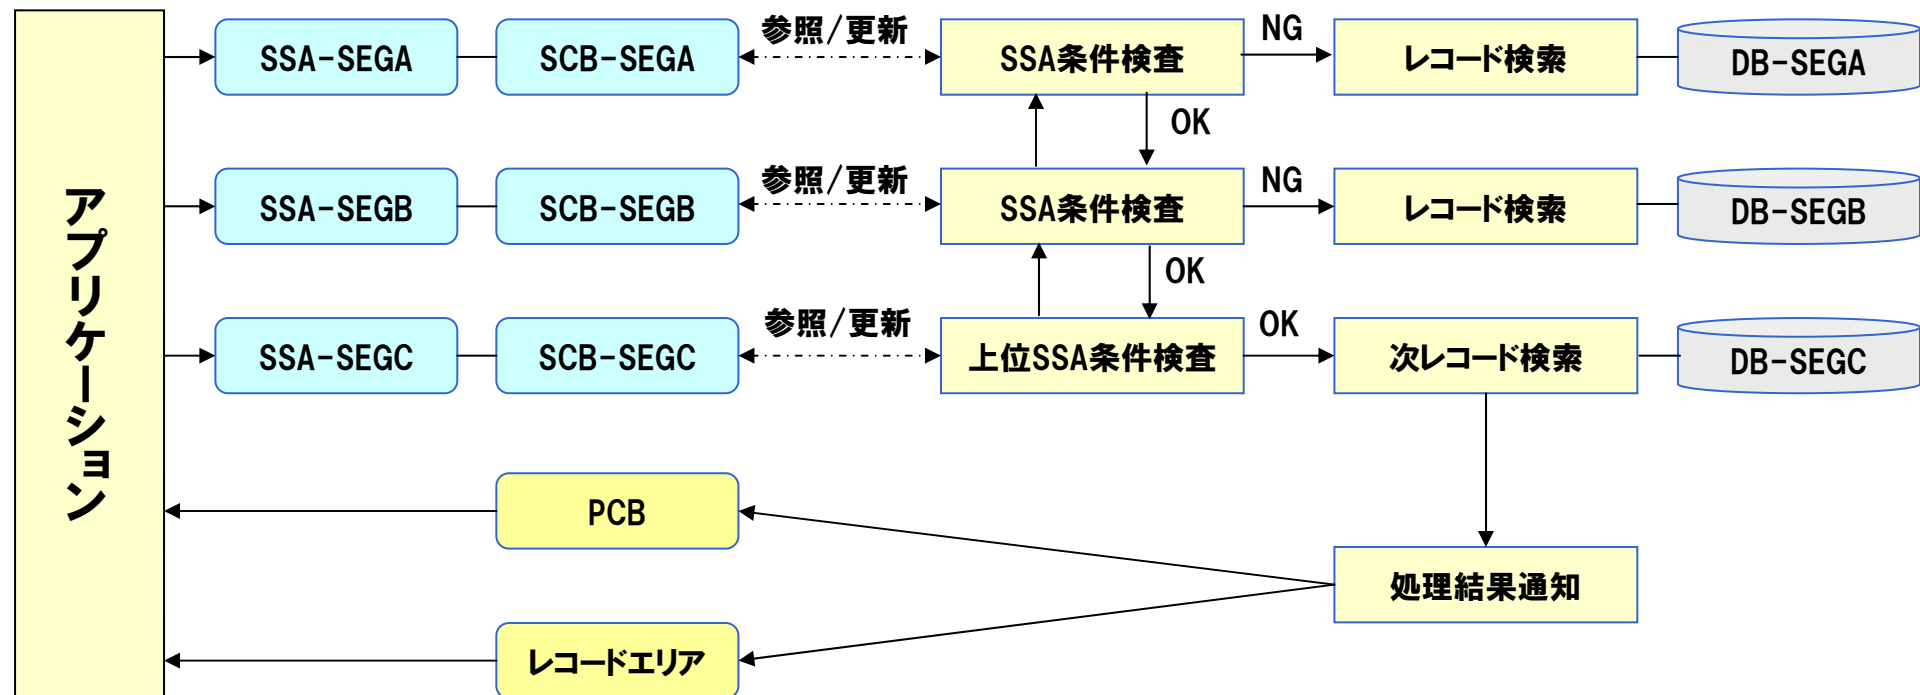 アプリケーション
SSA-SEGA
SCB-SEGA
参照/更新
SSA条件検査
NG
レコード検索
DB-SEGA
OK
SSA-SEGB
SCB-SEGB
参照/更新
SSA条件検査
NG
レコード検索
DB-SEGB
OK
SSA-SEGC
SCB-SEGC
参照/更新
上位SSA条件検査
OK
次レコード検索
DB-SEGC
PCB
処理結果通知
レコードエリア